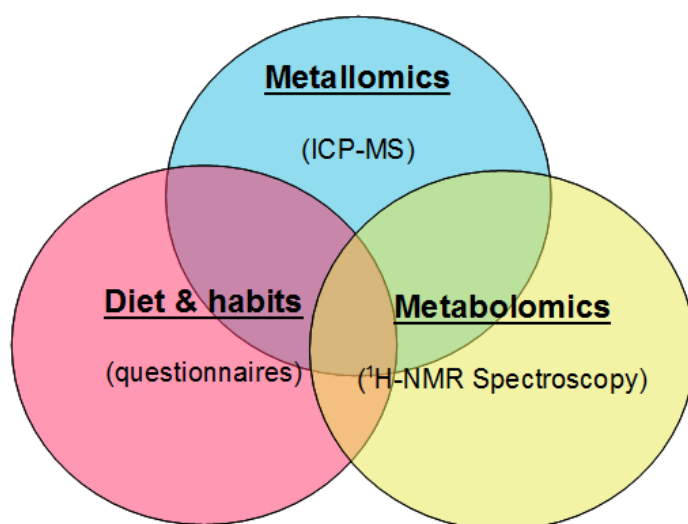 Metallomics
(ICP-MS)
Diet & habits
(questionnaires)
Metabolomics
(¹H-NMR Spectroscopy)